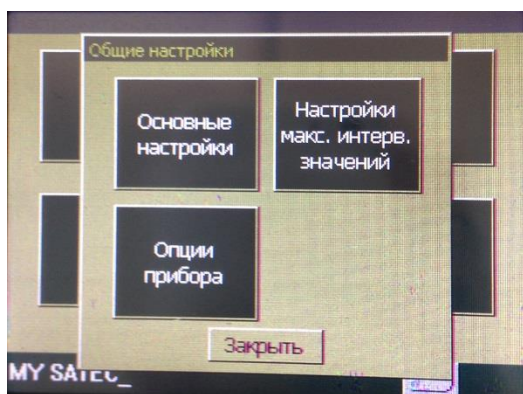 Общие настройки
Основные
настройки
Настройки
макс. интерв.
значений
Опции
прибора
Закрыть
MY SATEC_